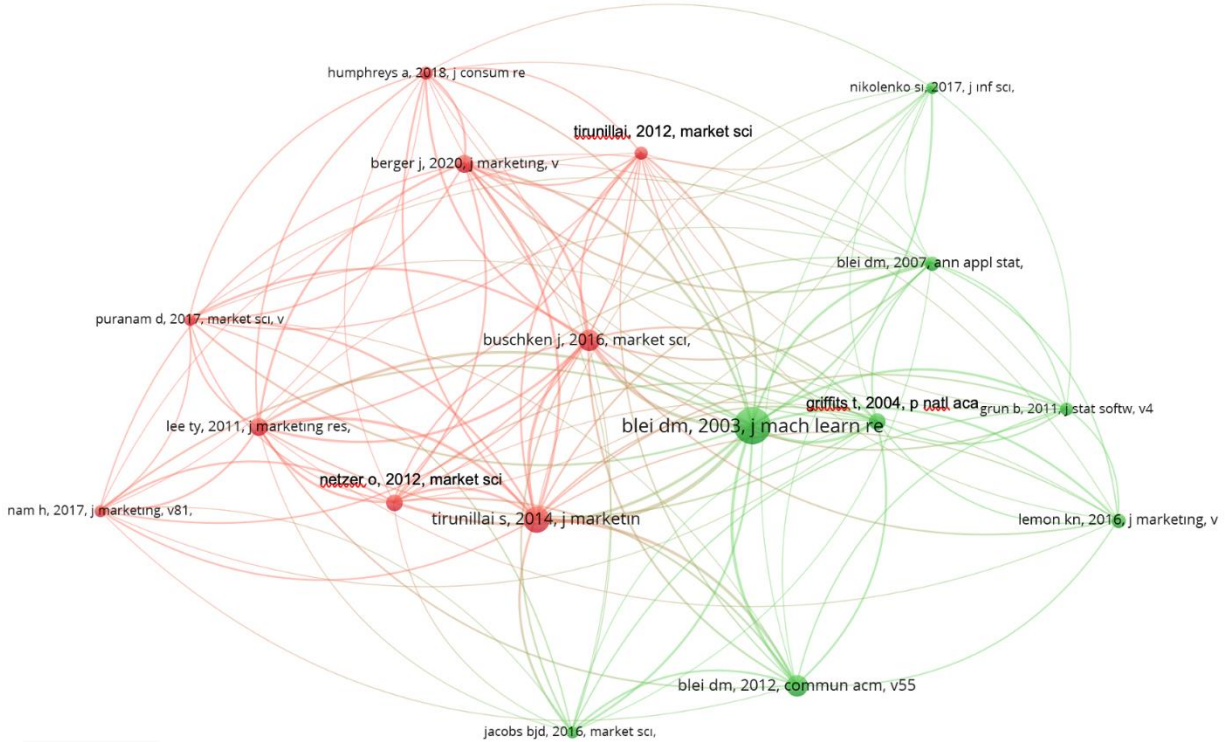 humphreys a, 2018, j consum re
nikolenko sı, 2017, j ınf scı,
tirunillai, 2012, market sci
berger j, 2020, j marketıng, v
blei dm, 2007, ann appl stat,
puranam d, 2017, market scı, v
buschken j, 2016, market scı,
griffits t, 2004, p natl aca
grun b, 2011, j stat softw, v4
blei dm, 2003, j mach learn re
lee ty, 2011, j marketıng res,
netzer o, 2012, market sci
nam h, 2017, j marketıng, v81,
tirunillai s, 2014, j marketın
lemon kn, 2016, j marketıng, v
blei dm, 2012, commun acm, v55
jacobs bjd, 2016, market scı,